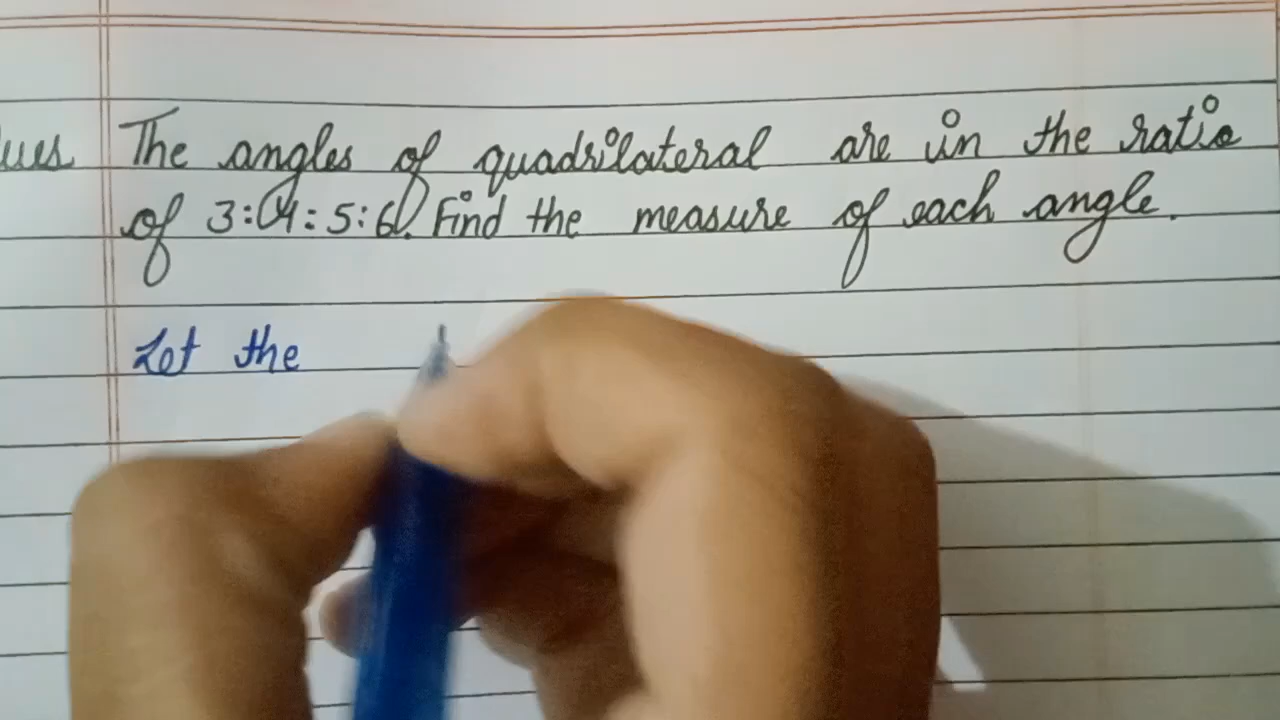 ues The angles of quadrilateral are in the ratio
of 3:4:5:6. Find the measure of each angle.
Let the